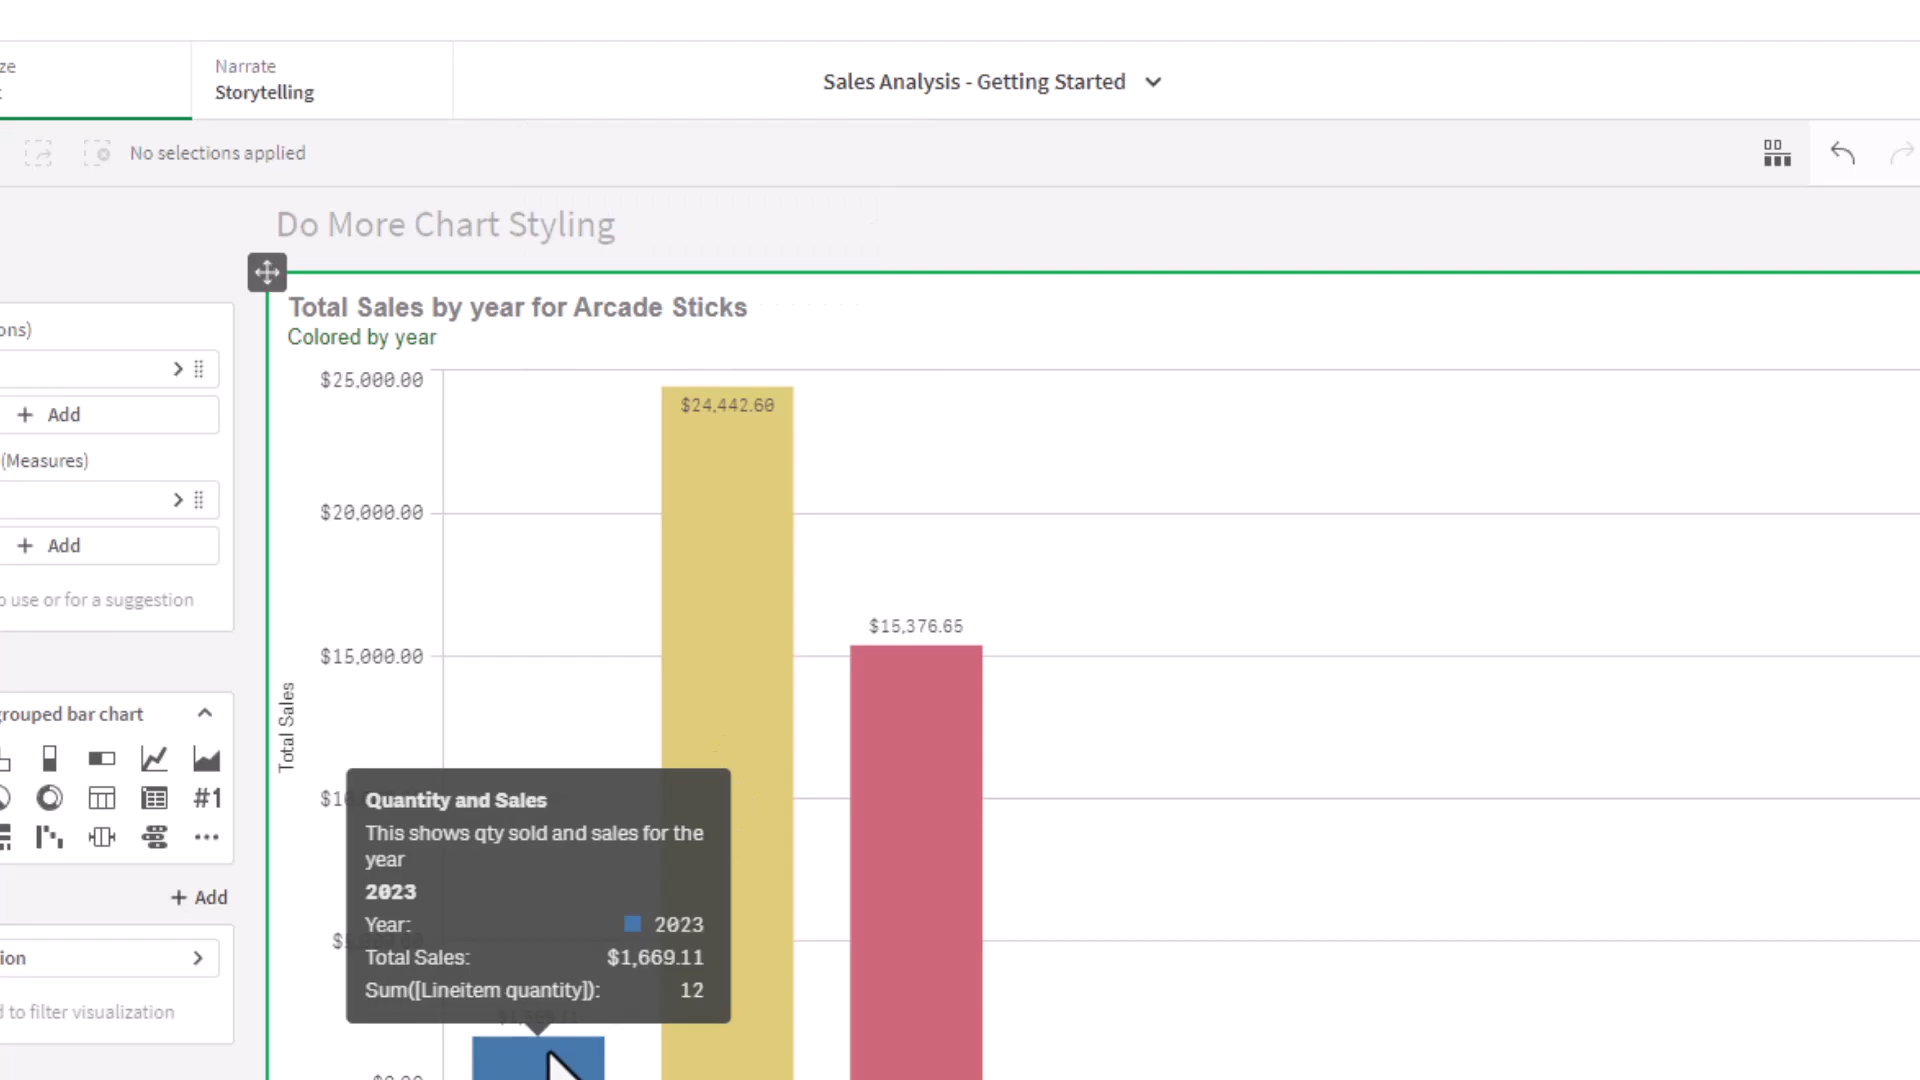 ze
Narrate
Storytelling
Sales Analysis - Getting Started
No selections applied
Do More Chart Styling
Total Sales by year for Arcade Sticks
Colored by year
ons)
Add
(Measures)
Add
o use or for a suggestion
grouped bar chart
#1
Add
ion
d to filter visualization
$25,000.00
$24,442.60
$20,000.00
$15,376.65
$15,000.00
Total Sales
Quantity and Sales
This shows qty sold and sales for the
year
2023
Year: 2023
Total Sales: $1,669.11
Sum([Lineitem quantity]): 12